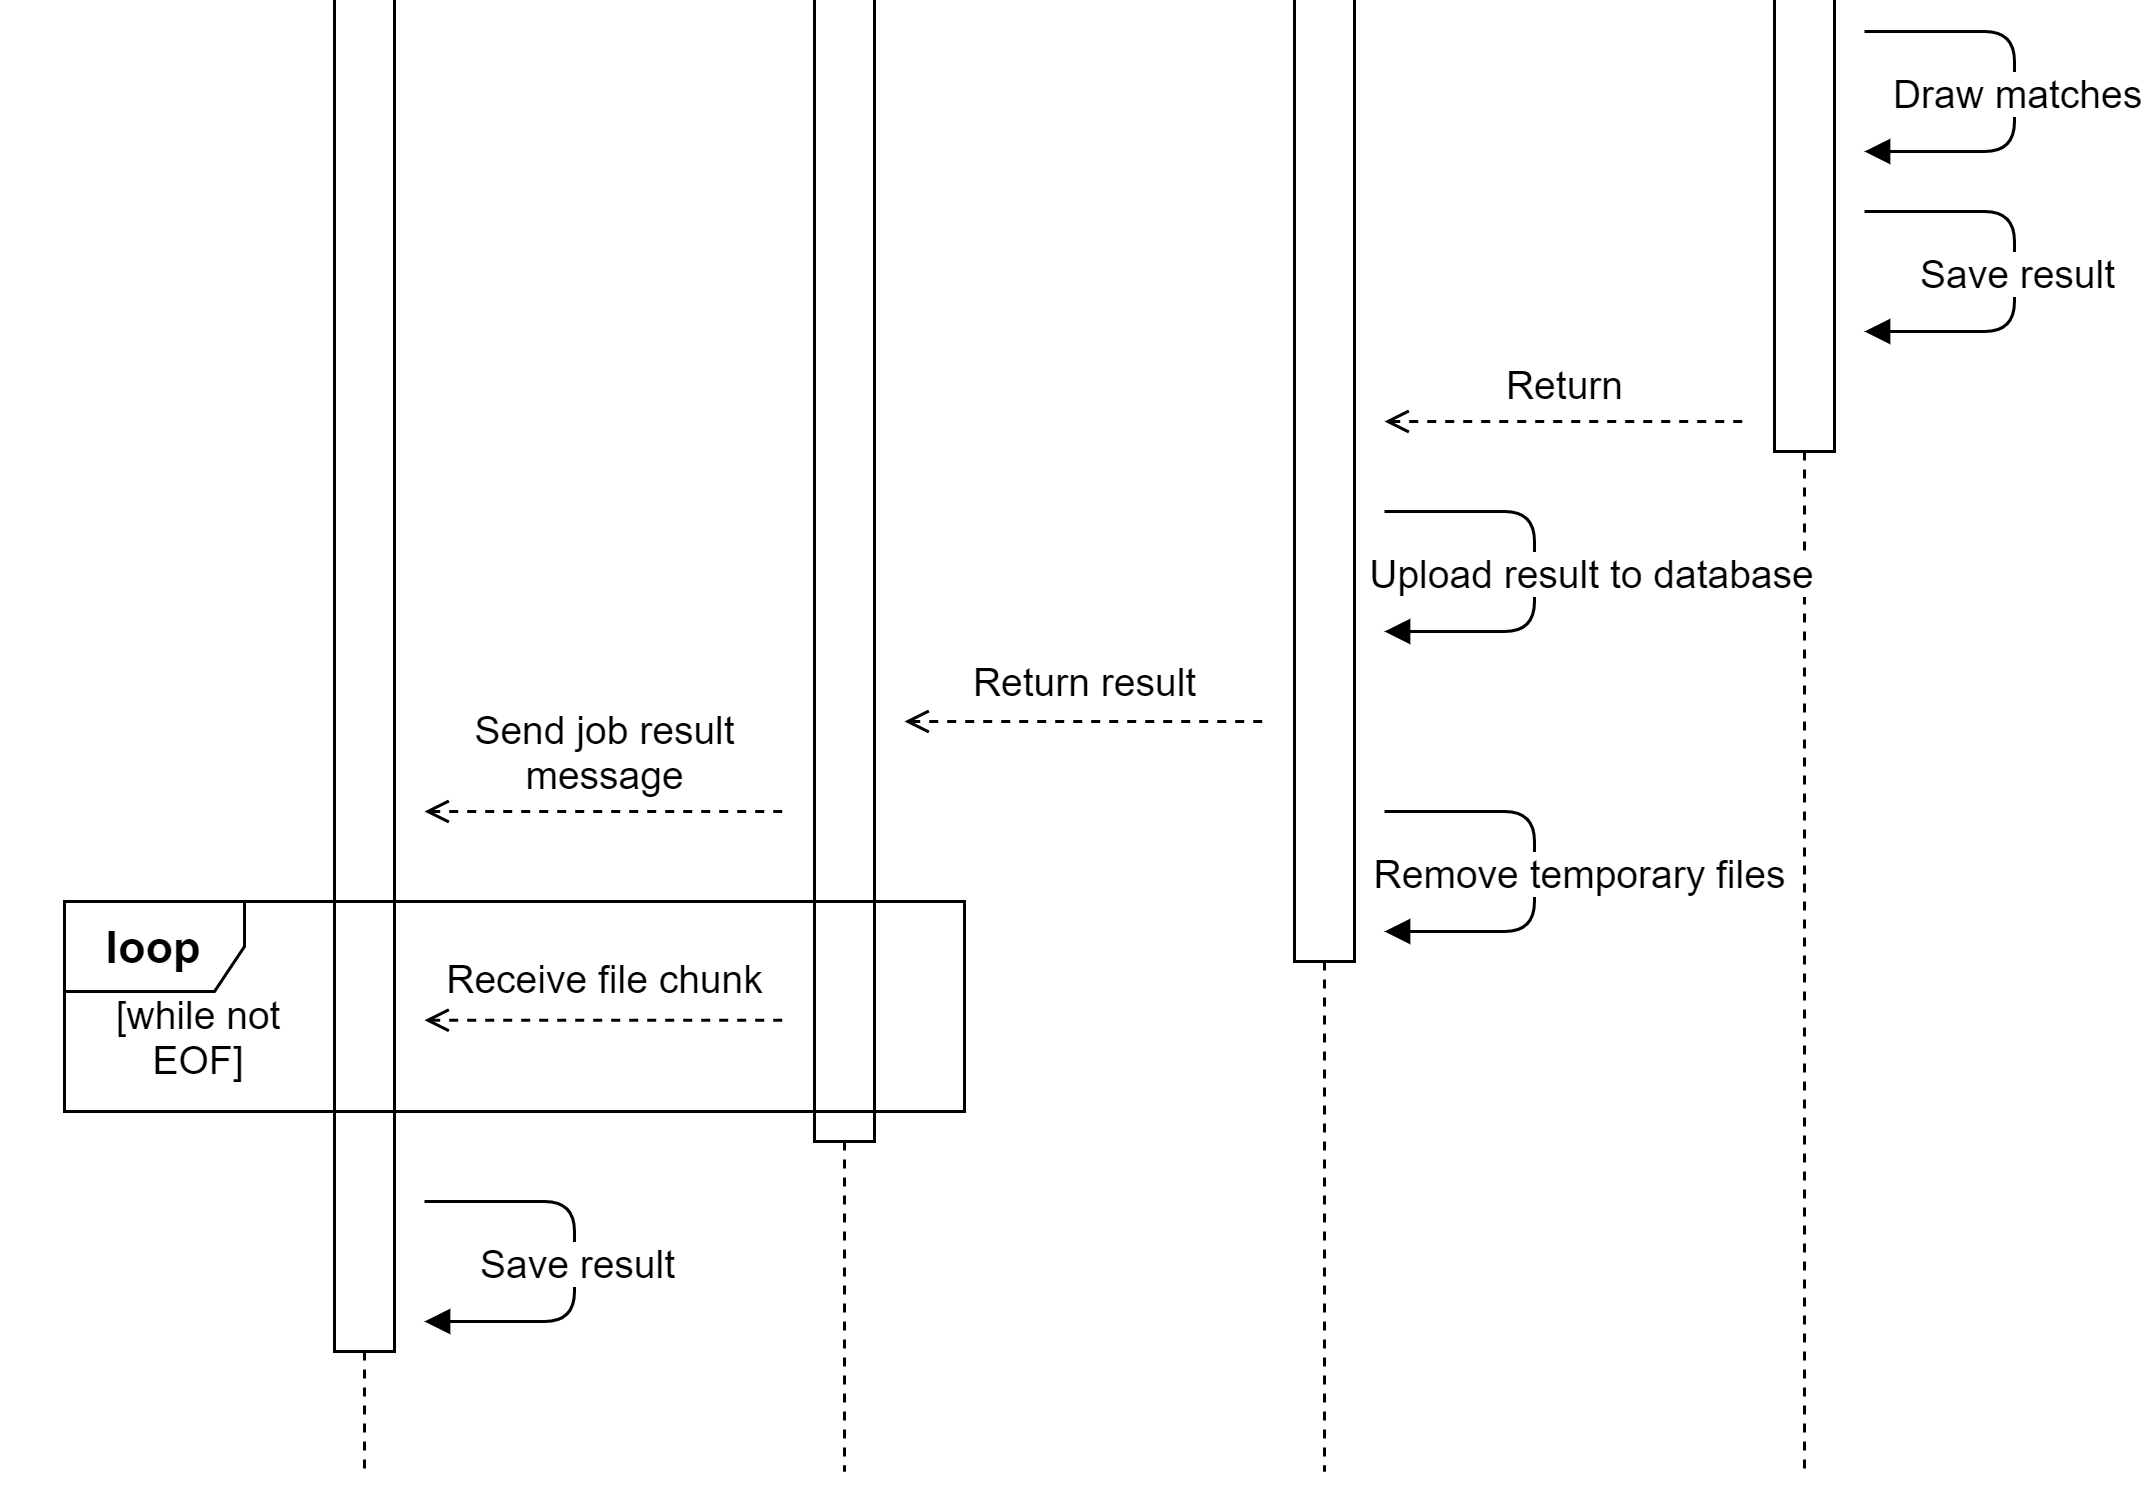 Draw matches
Save result
Return
Upload result to database
Return result
Send job result
message
Remove temporary files
loop
[while not
EOF]
Receive file chunk
Save result